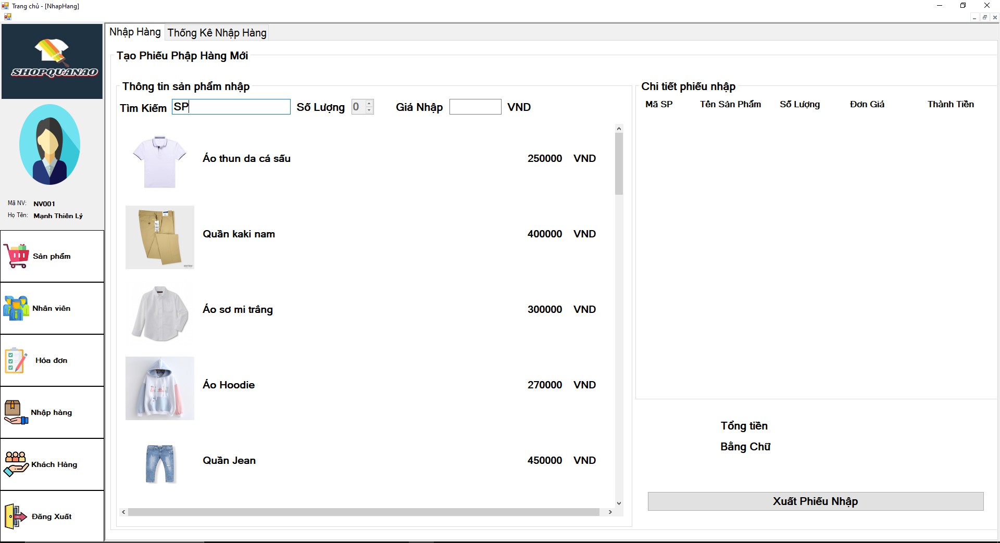 Trang chủ - [NhapHang]
SHOPQUANAO
Mã NV: NV001
Họ Tên: Mạnh Thiên Lý
Sản phẩm
Nhân viên
Hóa đơn
Nhập hàng
Khách Hàng
Đăng Xuất
Nhập Hàng Thống Kê Nhập Hàng
Tạo Phiếu Phập Hàng Mới
Thông tin sản phẩm nhập
Tìm Kiếm SP Số Lượng 0 Giá Nhập VND
Áo thun da cá sấu 250000 VND
Quần kaki nam 400000 VND
Áo sơ mi trắng 300000 VND
Áo Hoodie 270000 VND
Quần Jean 450000 VND
Chi tiết phiếu nhập
Mã SP Tên Sản Phẩm Số Lượng Đơn Giá Thành Tiền
Tổng tiền
Bằng Chữ
Xuất Phiếu Nhập